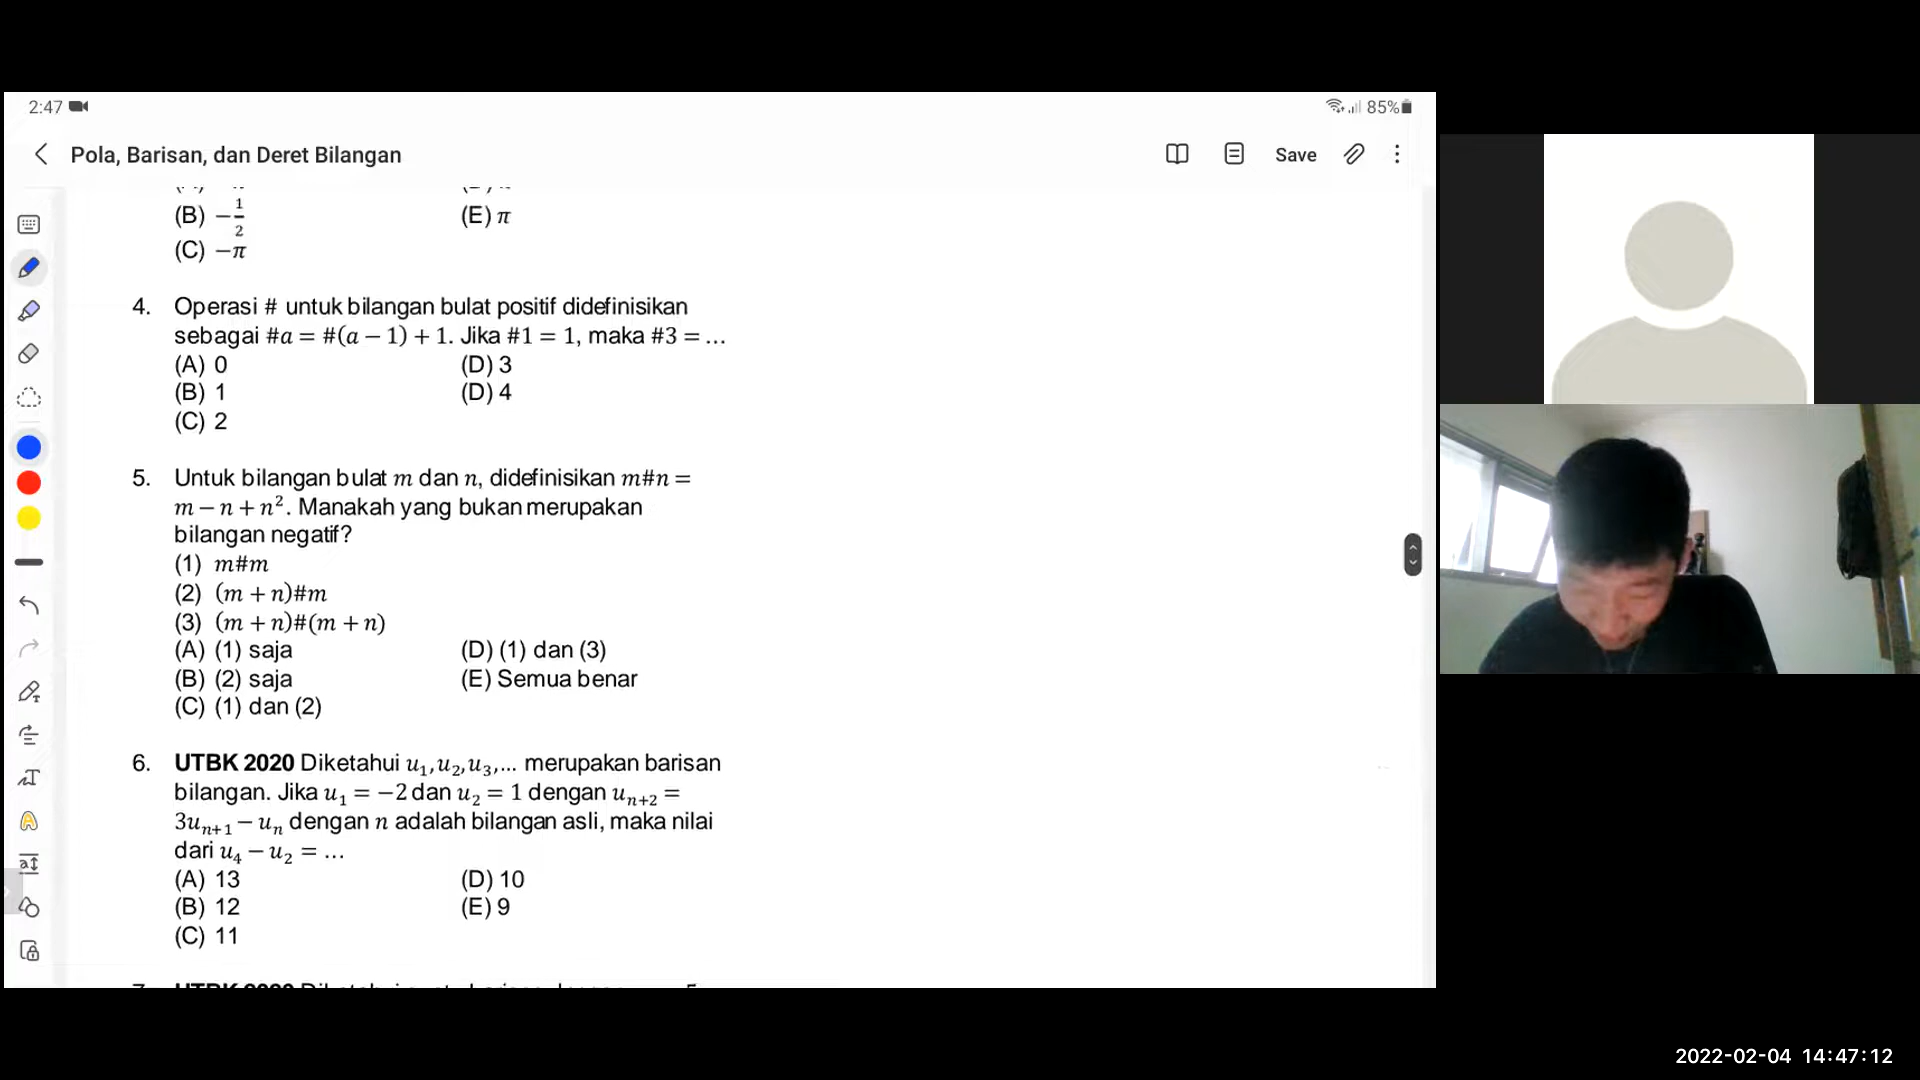 2:47 85%
Pola, Barisan, dan Deret Bilangan Save
(B) −1/2 (E) π
(C) −π
4. Operasi # untuk bilangan bulat positif didefinisikan
sebagai #a = #(a − 1) + 1. Jika #1 = 1, maka #3 = ...
(A) 0 (D) 3
(B) 1 (D) 4
(C) 2
5. Untuk bilangan bulat m dan n, didefinisikan m#n =
m − n + n². Manakah yang bukan merupakan
bilangan negatif?
(1) m#m
(2) (m + n)#m
(3) (m + n)#(m + n)
(A) (1) saja (D) (1) dan (3)
(B) (2) saja (E) Semua benar
(C) (1) dan (2)
6. UTBK 2020 Diketahui u₁, u₂, u₃,... merupakan barisan
bilangan. Jika u₁ = −2 dan u₂ = 1 dengan uₙ₊₂ =
3uₙ₊₁ − uₙ dengan n adalah bilangan asli, maka nilai
dari u₄ − u₂ = ...
(A) 13 (D) 10
(B) 12 (E) 9
(C) 11
2022-02-04 14:47:12